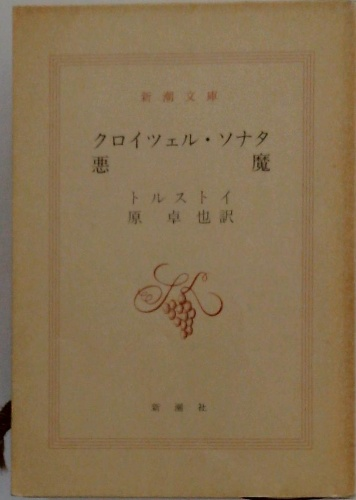 新潮文庫
クロイツェル・ソナタ
悪魔
トルストイ
原卓也訳
新潮社